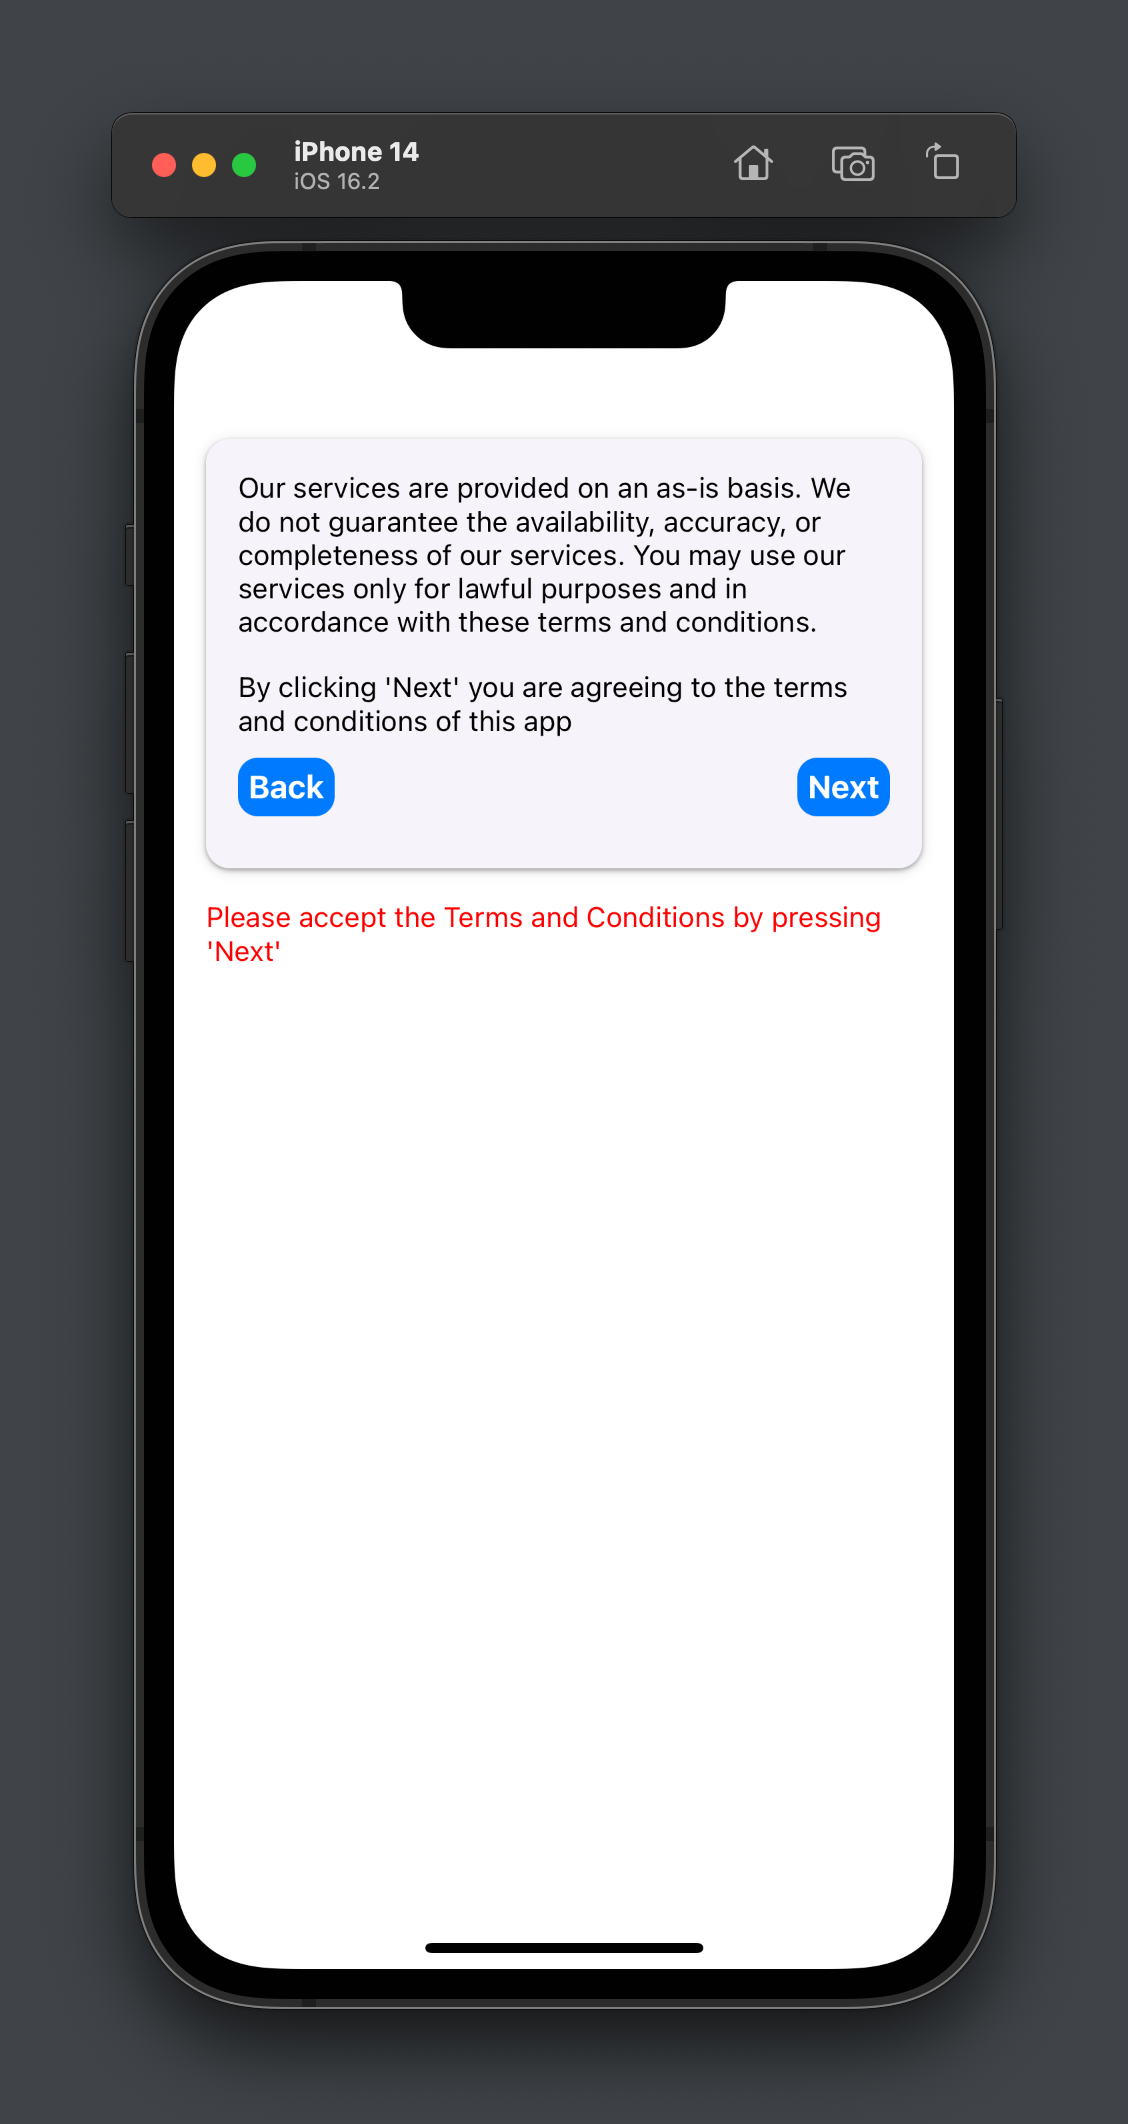 iPhone 14
iOS 16.2
Our services are provided on an as-is basis. We
do not guarantee the availability, accuracy, or
completeness of our services. You may use our
services only for lawful purposes and in
accordance with these terms and conditions.
By clicking 'Next' you are agreeing to the terms
and conditions of this app
Back
Next
Please accept the Terms and Conditions by pressing
'Next'